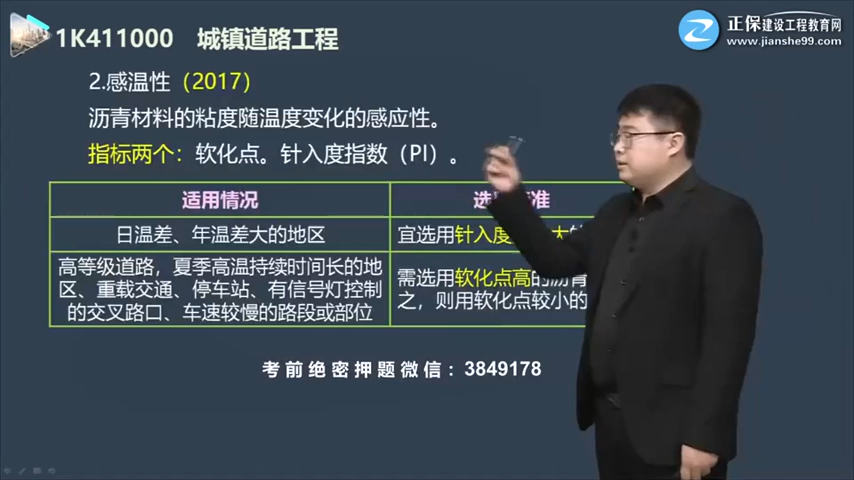 1K411000 城镇道路工程
正保建设工程教育网
www.jianshe99.com
2.感温性（2017）
沥青材料的粘度随温度变化的感应性。
指标两个：软化点。针入度指数（PI）。
适用情况
选
准
日温差、年温差大的地区
宜选用针入度
大
高等级道路，夏季高温持续时间长的地
区、重载交通、停车站、有信号灯控制
的交叉路口、车速较慢的路段或部位
需选用软化点高的沥青
之，则用软化点较小的
考前绝密押题微信：3849178